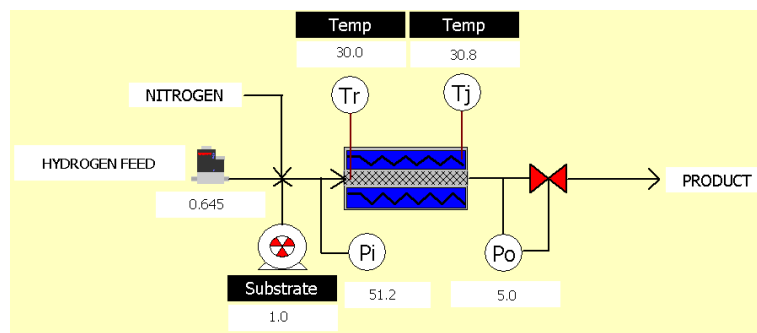 Temp
Temp
30.0
30.8
Tr
Tj
NITROGEN
HYDROGEN FEED
PRODUCT
0.645
Pi
Po
Substrate
51.2
5.0
1.0